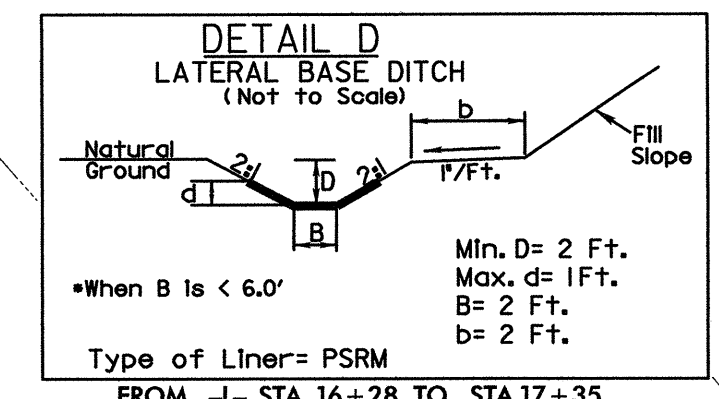 DETAIL D
LATERAL BASE DITCH
(Not to Scale)
b
Natural
Ground
2:1
D
2:1
1"/Ft.
Fill
Slope
d
B
Min. D= 2 Ft.
Max. d= 1Ft.
*When B is < 6.0'
B= 2 Ft.
b= 2 Ft.
Type of Liner= PSRM
FROM -L- STA. 16+28 TO STA.17+35